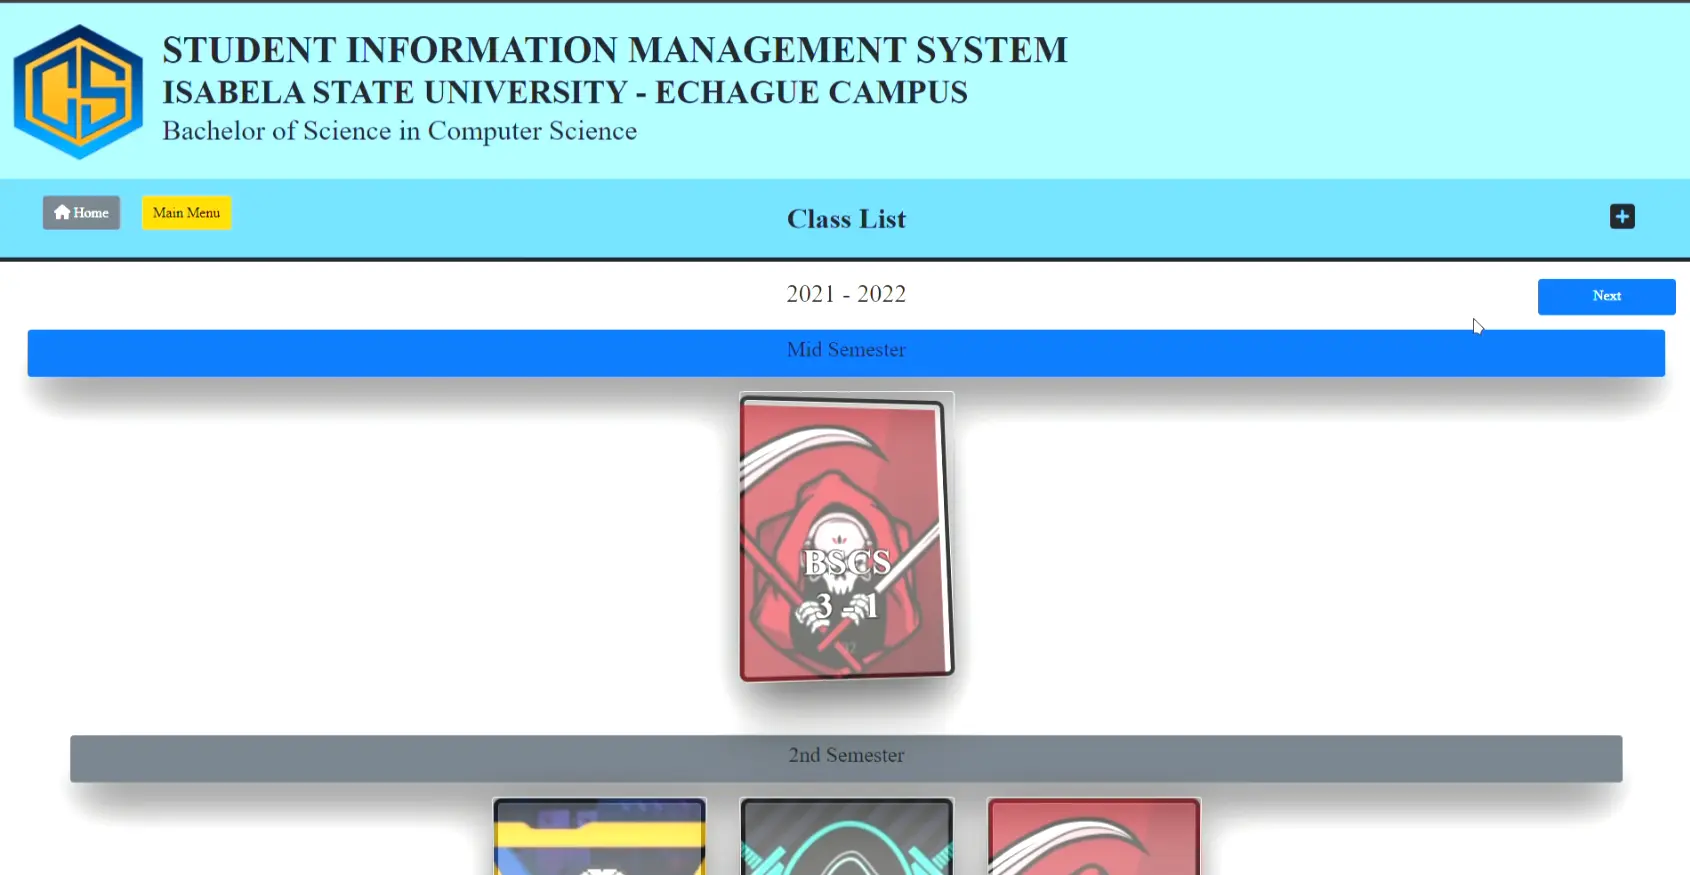 CS
STUDENT INFORMATION MANAGEMENT SYSTEM
ISABELA STATE UNIVERSITY - ECHAGUE CAMPUS
Bachelor of Science in Computer Science
Home
Main Menu
Class List
2021 - 2022
Next
Mid Semester
BSCS
3 - 1
2nd Semester